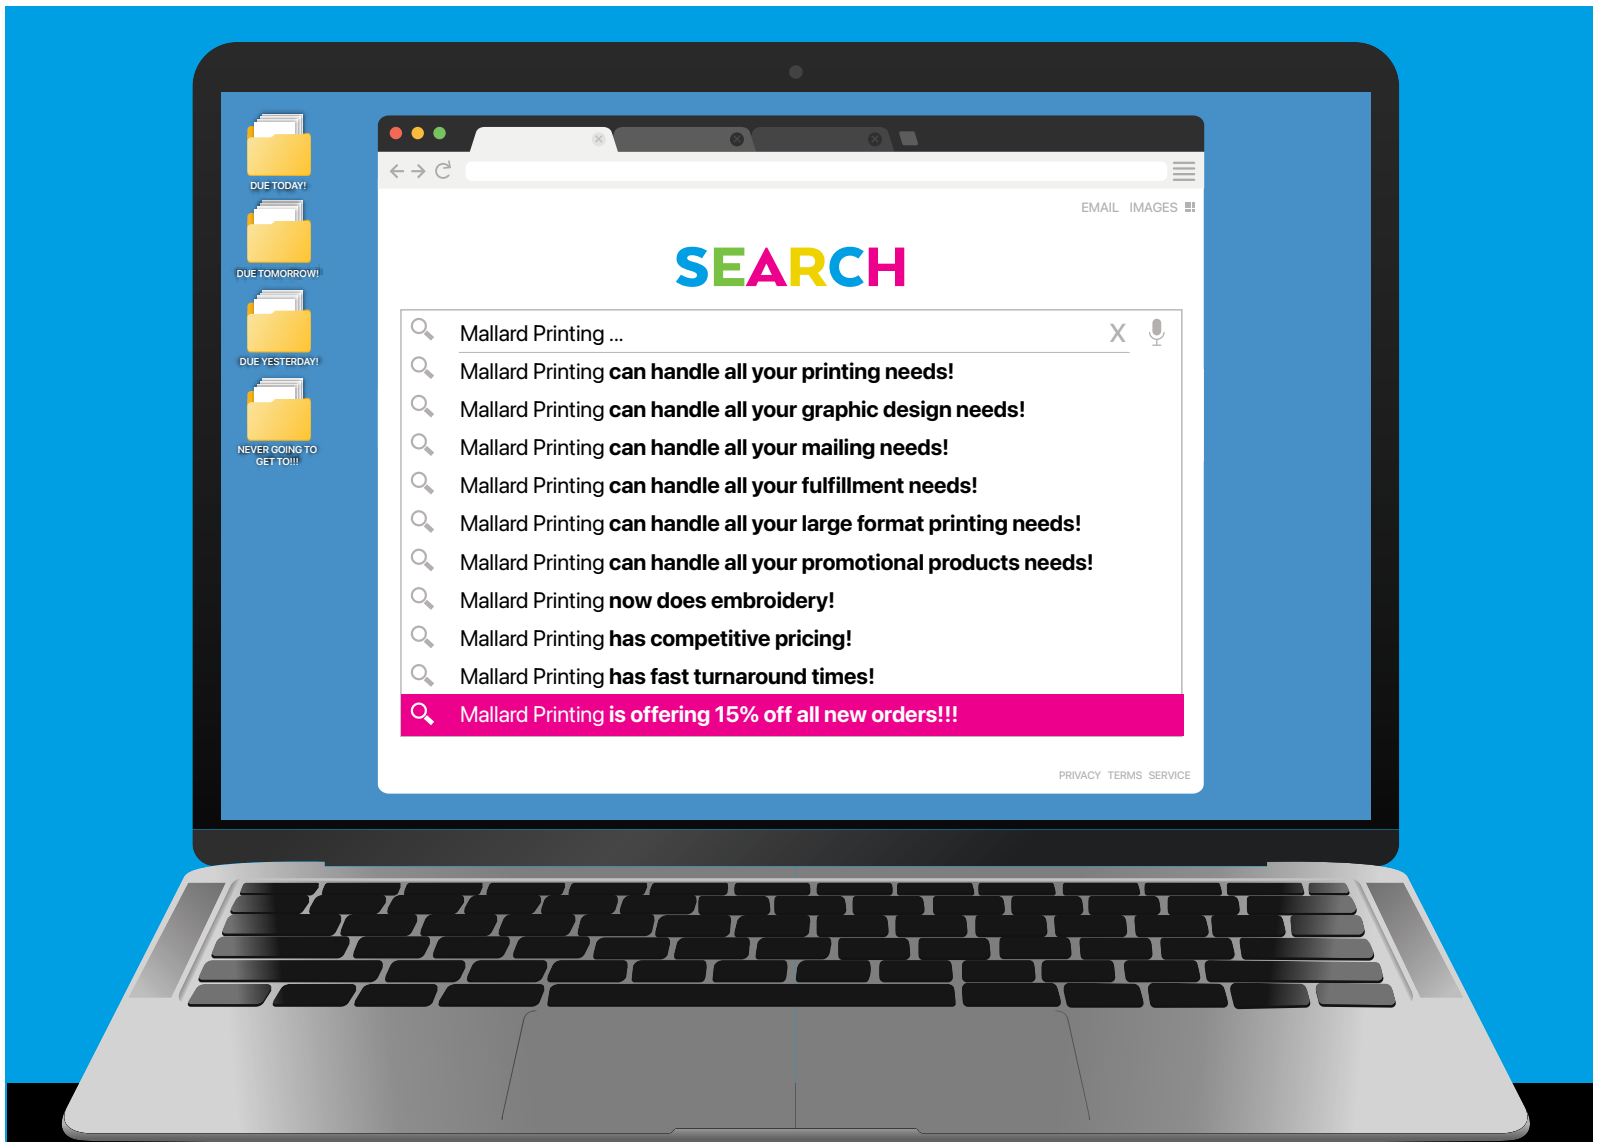 DUE TODAY!
DUE TOMORROW!
DUE YESTERDAY!
NEVER GOING TO
GET TO!!!
EMAIL IMAGES
SEARCH
Mallard Printing ... X
Mallard Printing can handle all your printing needs!
Mallard Printing can handle all your graphic design needs!
Mallard Printing can handle all your mailing needs!
Mallard Printing can handle all your fulfillment needs!
Mallard Printing can handle all your large format printing needs!
Mallard Printing can handle all your promotional products needs!
Mallard Printing now does embroidery!
Mallard Printing has competitive pricing!
Mallard Printing has fast turnaround times!
Mallard Printing is offering 15% off all new orders!!!
PRIVACY TERMS SERVICE